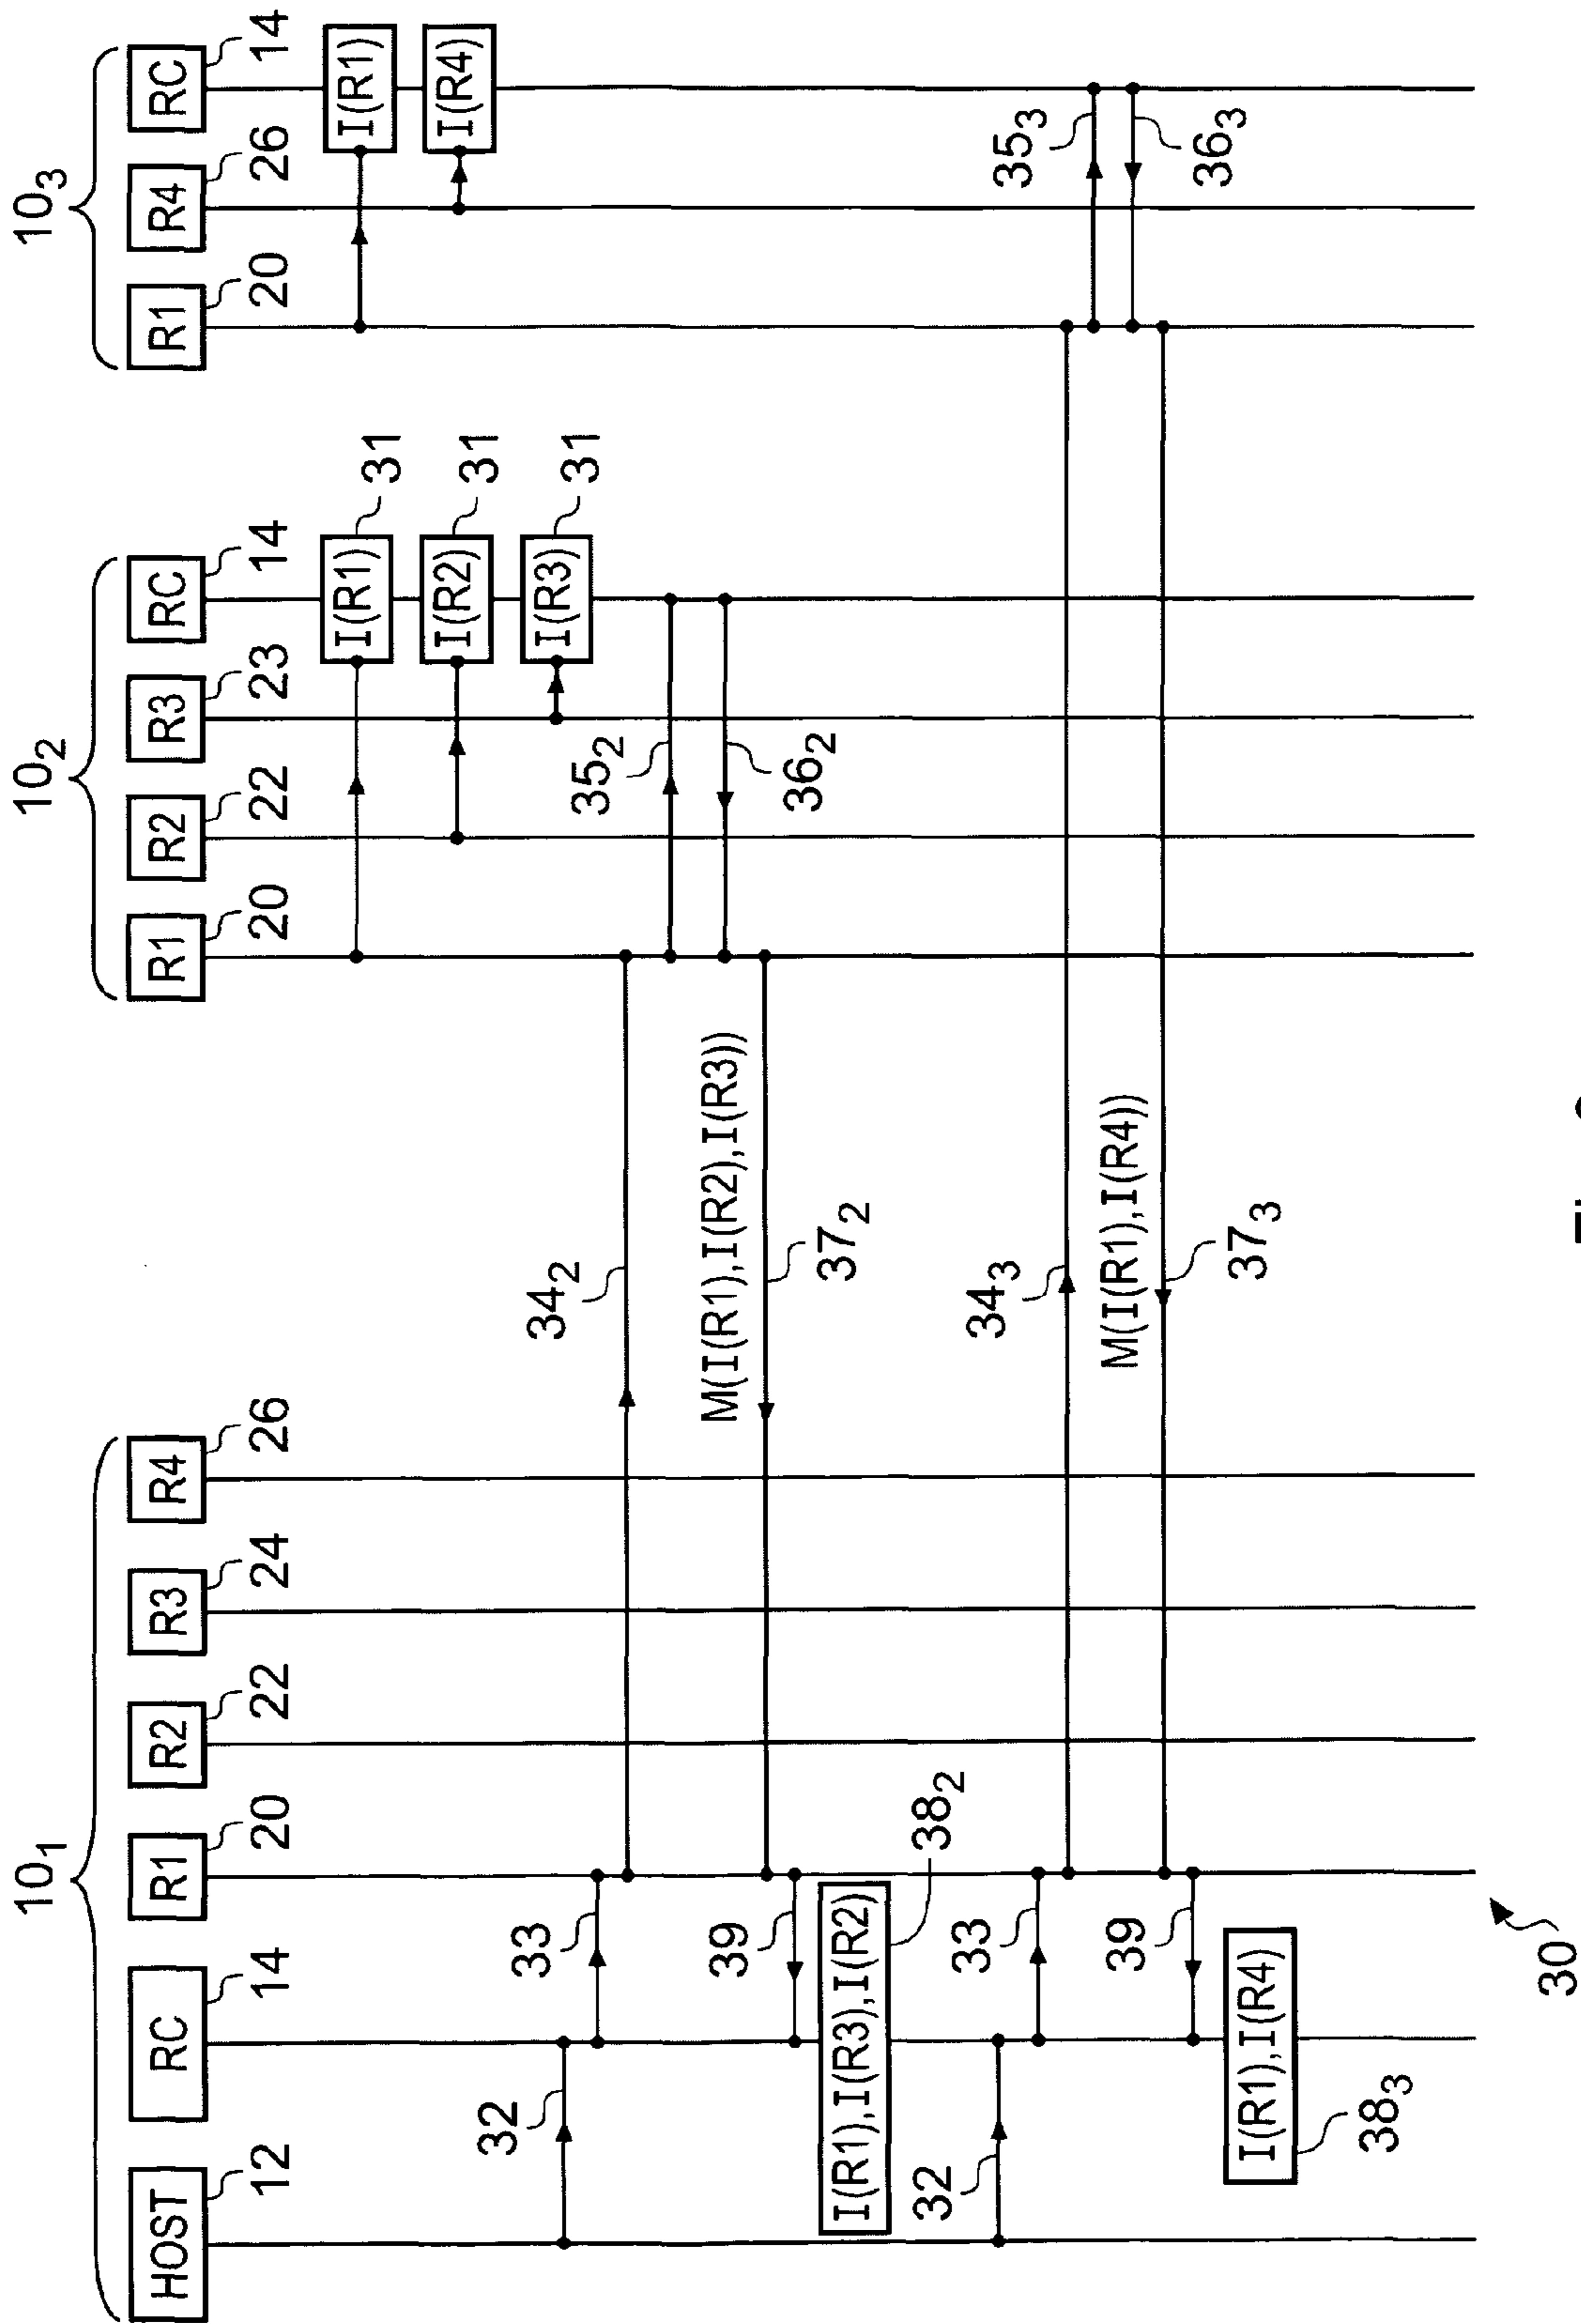 10₁
10₂
10₃
HOST
RC
R1
R2
R3
R4
R1
R2
R3
RC
R1
R4
RC
12
14
20
22
24
26
20
22
23
14
20
26
14
I(R1)
31
I(R1)
I(R2)
31
I(R4)
I(R3)
31
32
33
34₂
35₂
36₂
39
M(I(R1),I(R2),I(R3))
37₂
I(R1),I(R3),I(R2)
38₂
32
33
34₃
35₃
M(I(R1),I(R4))
36₃
39
37₃
I(R1),I(R4)
38₃
30